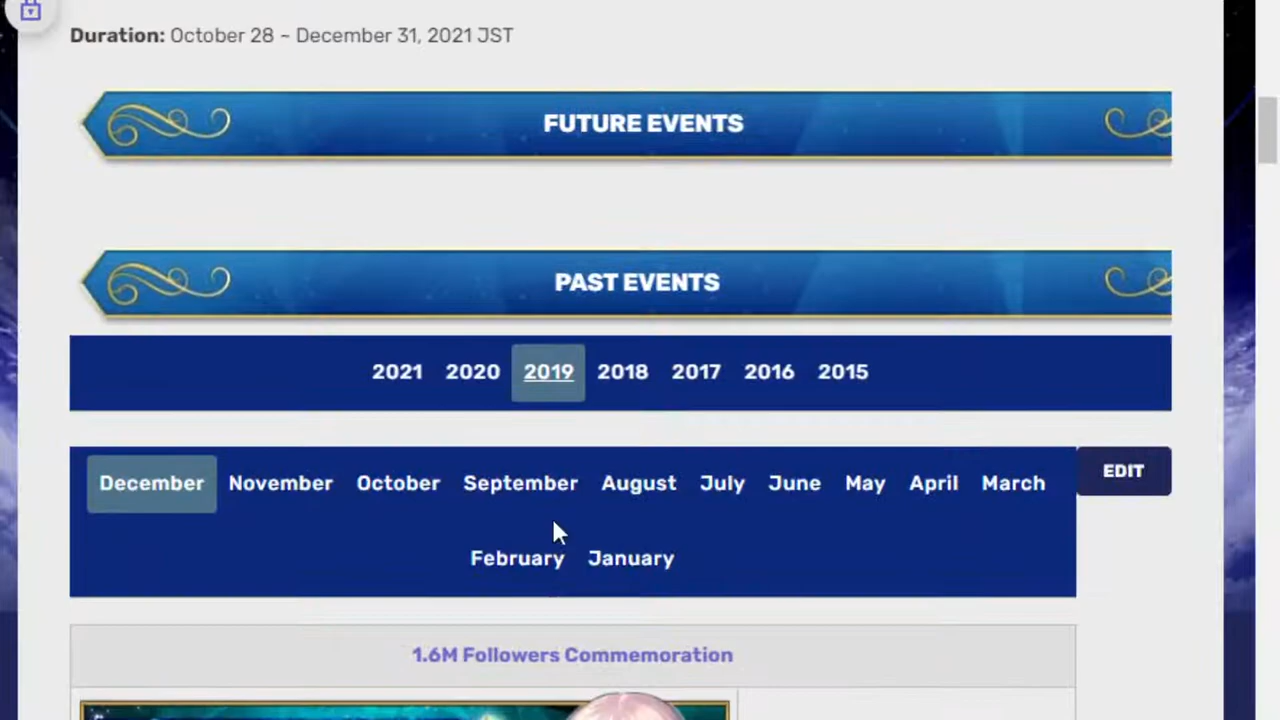 Duration: October 28 ~ December 31, 2021 JST
FUTURE EVENTS
PAST EVENTS
2021 2020 2019 2018 2017 2016 2015
December November October September August July June May April March
EDIT
February January
1.6M Followers Commemoration